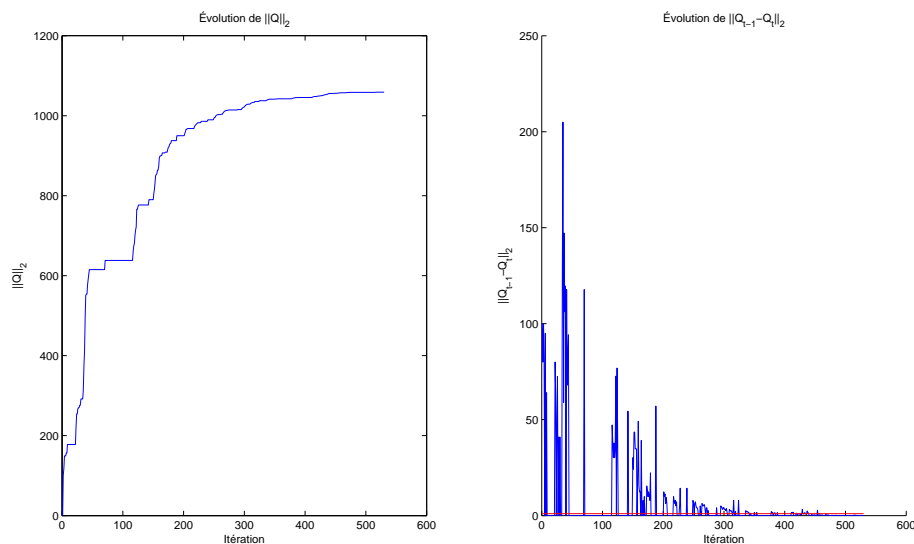 Évolution de ||Q||2
1200
1000
800
600
400
200
0
||Q||2
0 100 200 300 400 500 600
Itération
Évolution de ||Qt−1−Qt||2
250
200
150
100
50
0
||Qt−1−Qt||2
0 100 200 300 400 500 600
Itération